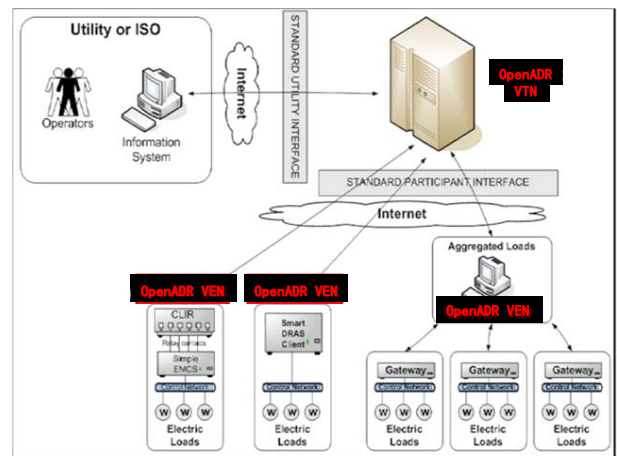 Utility or ISO
Operators
Information
System
Internet
STANDARD UTILITY INTERFACE
OpenADR
VTN
STANDARD PARTICIPANT INTERFACE
Internet
Aggregated Loads
OpenADR VEN
OpenADR VEN
OpenADR VEN
CLIR
Relay contacts
Simple
EMCS
Control Network
W W W
Electric
Loads
Smart
DRAS
Client
Control Network
W W W
Electric
Loads
Gateway
Control Network
W W W
Electric
Loads
Gateway
Control Network
W W W
Electric
Loads
Gateway
Control Network
W W W
Electric
Loads